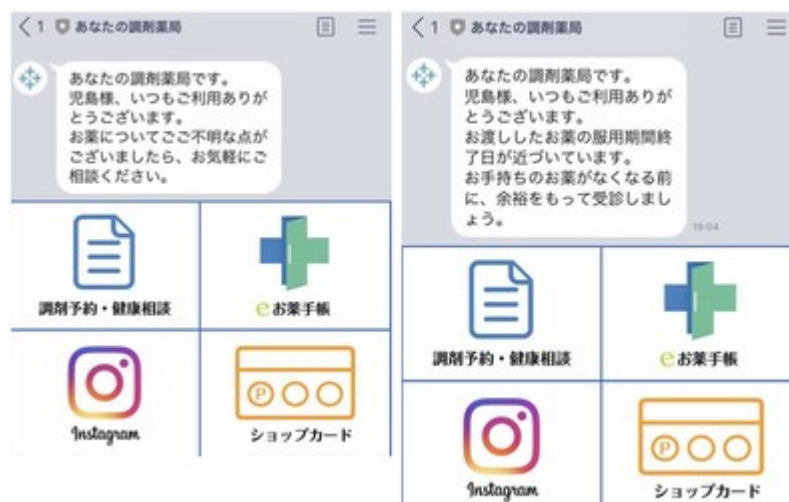 1 あなたの調剤薬局
あなたの調剤薬局です。
児島様、いつもご利用ありが
とうございます。
お薬についてごご不明な点が
ございましたら、お気軽にご
相談ください。
調剤予約・健康相談
eお薬手帳
Instagram
P
ショップカード
1 あなたの調剤薬局
あなたの調剤薬局です。
児島様、いつもご利用ありが
とうございます。
お渡ししたお薬の服用期間終
了日が近づいています。
お手持ちのお薬がなくなる前
に、余裕をもって受診しまし
ょう。
19:04
調剤予約・健康相談
eお薬手帳
Instagram
P
ショップカード